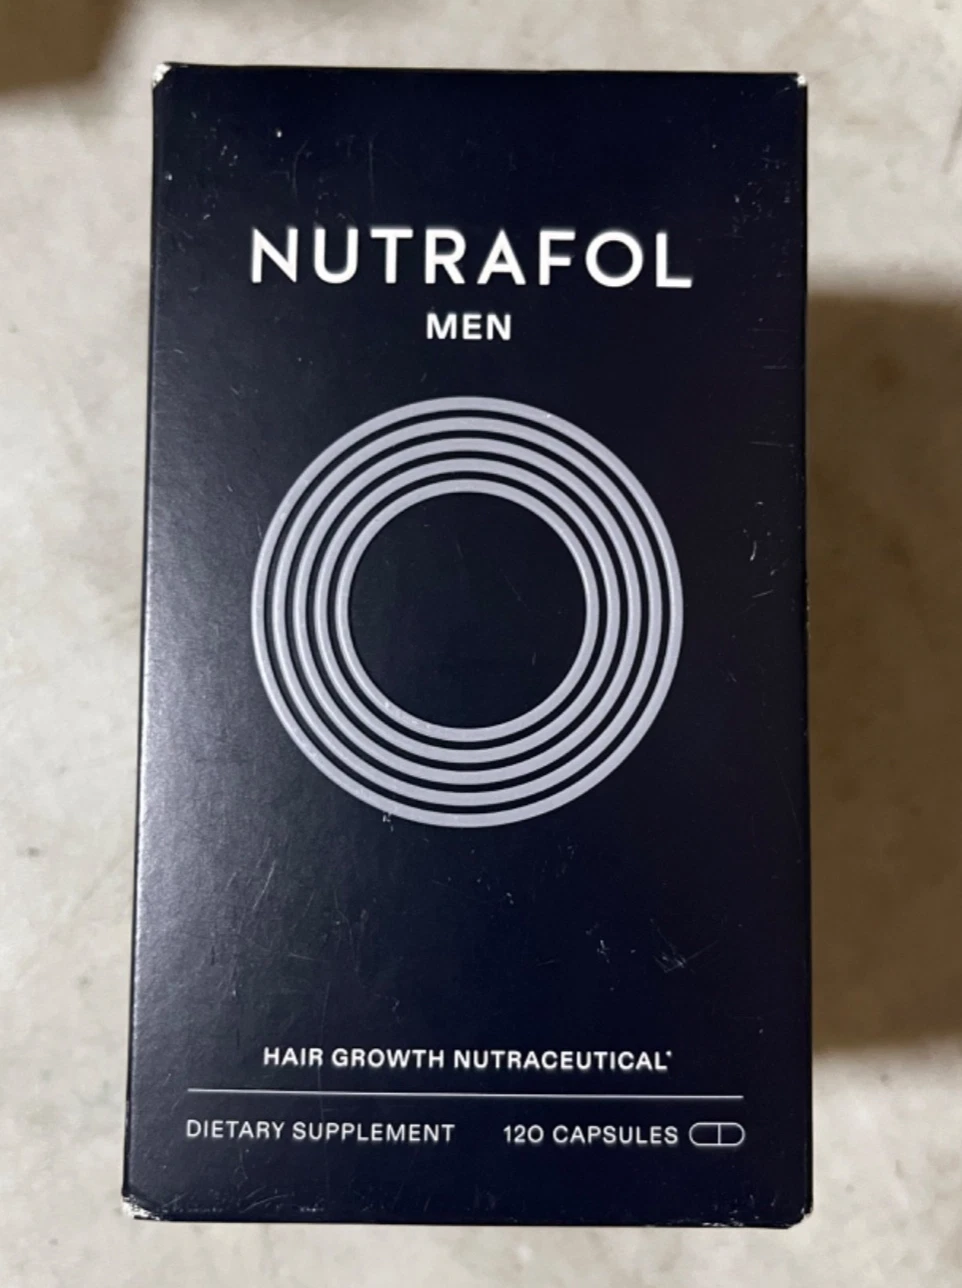 NUTRAFOL
MEN
HAIR GROWTH NUTRACEUTICAL*
DIETARY SUPPLEMENT 120 CAPSULES